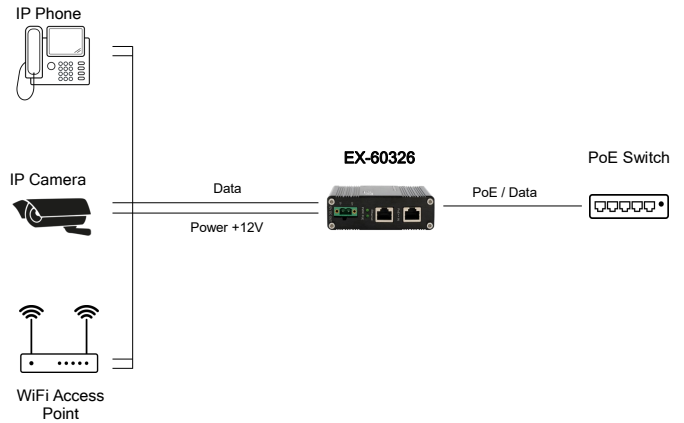 IP Phone
EX-60326
PoE Switch
IP Camera
Data
PoE / Data
Power +12V
WiFi Access
Point